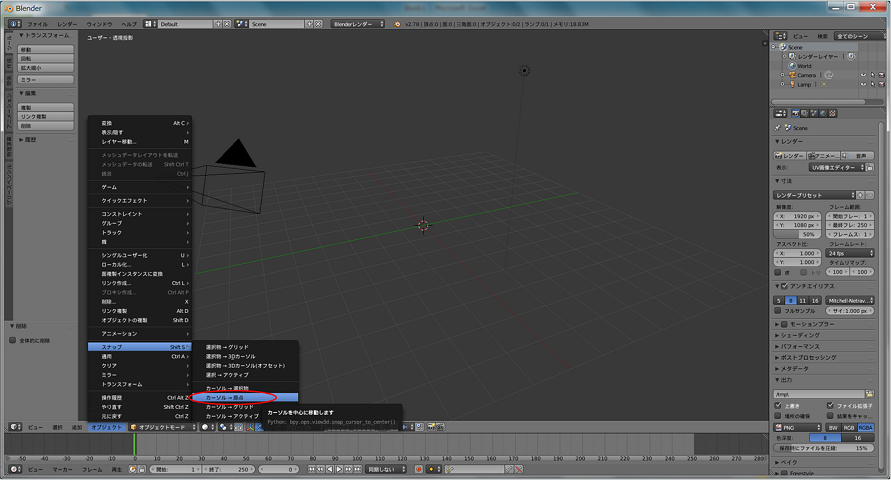 Blender
ファイル レンダー ウィンドウ ヘルプ Default Scene Blenderレンダー v2.78 | 頂点:0 | 面:0 | 三角面:0 | オブジェクト:0/2 | ランプ:0/1 | メモリ:18.83M
ビュー 検索 全てのシーン
トランスフォーム
移動
回転
拡大縮小
ミラー
編集
複製
リンク複製
削除
履歴
ユーザー・透視投影
変換 Alt C
表示/隠す
レイヤー移動... M
メッシュデータレイアウトを転送
メッシュデータの転送 Shift Ctrl T
統合 Ctrl J
ゲーム
クイックエフェクト
コンストレイント
グループ
トラック
親
シングルユーザー化 U
ローカル化... L
面複製インスタンスに変換
リンク作成... Ctrl L
プロキシ作成... Ctrl Alt P
削除... X
リンク複製 Alt D
オブジェクトの複製 Shift D
アニメーション
スナップ Shift S
適用 Ctrl A
クリア
ミラー
トランスフォーム
操作履歴 Ctrl Alt Z
やり直す Shift Ctrl Z
元に戻す Ctrl Z
選択物 → グリッド
選択物 → 3Dカーソル
選択物 → 3Dカーソル(オフセット)
選択 → アクティブ
カーソル → 選択物
カーソル → 原点
カーソル → グリッド
カーソル → アクティブ
カーソルを中心に移動します
Python: bpy.ops.view3d.snap_cursor_to_center()
削除
全体的に削除
ビュー 選択 追加 オブジェクト オブジェクトモード
-50 -40 -30 -20 -10 0 10 20 30 40 50 60 70 80 90 100 110 120 130 140 150 160 170 180 190 200 210 220 230 240 250 260 270 280
ビュー マーカー フレーム 再生 開始: 1 終了: 250 0 同期しない
Scene
レンダーレイヤー
World
Camera
Lamp
Scene
レンダー
レンダー アニメー... 音声
表示: UV画像エディター
寸法
レンダープリセット
解像度: フレーム範囲:
X: 1920 px 開始フレー: 1
Y: 1080 px 最終フレ: 250
50% フレームス: 1
アスペクト比: フレームレート:
X: 1.000 24 fps
Y: 1.000 タイムリマップ:
100 100
アンチエイリアス
5 8 11 16 Mitchell-Netrav
フルサンプル サイ: 1.000 px
モーションブラー
シェーディング
パフォーマンス
ポストプロセッシング
メタデータ
出力
/tmp\
上書き ファイル拡張子
場所の確保 結果をキャッ
PNG BW RGB RGBA
色深度: 8 16
保存時にファイルを圧縮: 15%
ベイク
Freestyle